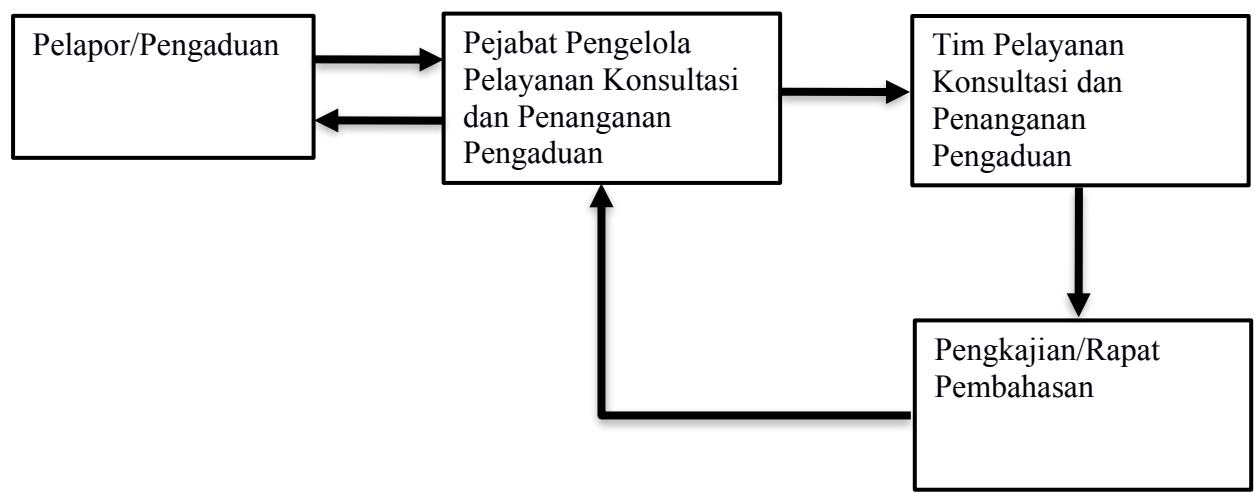 Pelapor/Pengaduan
Pejabat Pengelola
Pelayanan Konsultasi
dan Penanganan
Pengaduan
Tim Pelayanan
Konsultasi dan
Penanganan
Pengaduan
Pengkajian/Rapat
Pembahasan